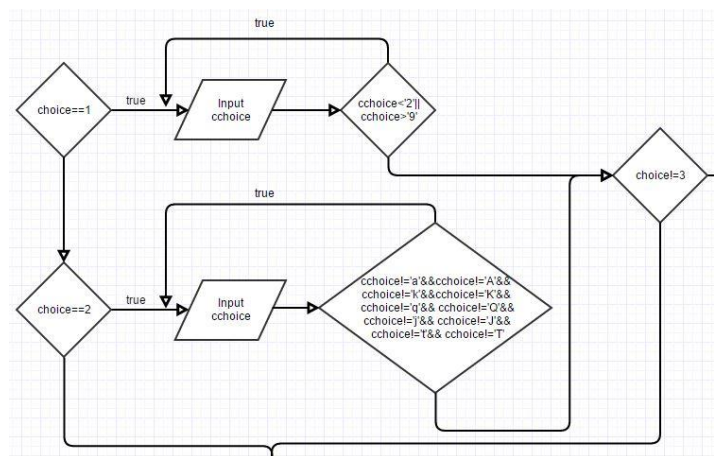 true
choice==1
true
Input
cchoice
cchoice<'2'||
cchoice>'9'
choice!=3
true
choice==2
true
Input
cchoice
cchoice!='a'&&cchoice!='A'&&
cchoice!='k'&&cchoice!='K'&&
cchoice!='q'&& cchoice!='Q'&&
cchoice!='j'&& cchoice!='J'&&
cchoice!='t'&& cchoice!='T'